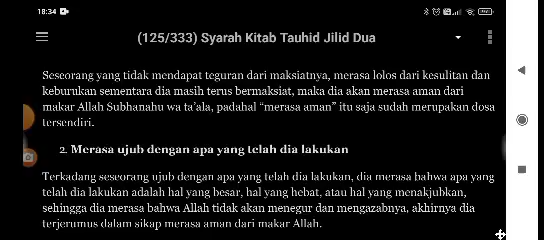 18:34
(125/333) Syarah Kitab Tauhid Jilid Dua
Seseorang yang tidak mendapat teguran dari maksiatnya, merasa lolos dari kesulitan dan
keburukan sementara dia masih terus bermaksiat, maka dia akan merasa aman dari
makar Allah Subhanahu wa ta’ala, padahal “merasa aman” itu saja sudah merupakan dosa
tersendiri.
2. Merasa ujub dengan apa yang telah dia lakukan
Terkadang seseorang ujub dengan apa yang telah dia lakukan, dia merasa bahwa apa yang
telah dia lakukan adalah hal yang besar, hal yang hebat, atau hal yang menakjubkan,
sehingga dia merasa bahwa Allah tidak akan menegur dan mengazabnya, akhirnya dia
terjerumus dalam sikap merasa aman dari makar Allah.